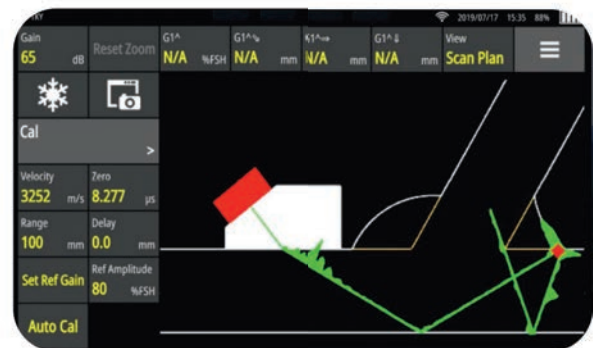 2019/07/17 15:35 88%
Gain
65 dB
Reset Zoom
G1^
N/A %FSH
G1^↘
N/A mm
G1^⇒
N/A mm
G1^⇓
N/A mm
View
Scan Plan
Cal
>
Velocity
3252 m/s
Zero
8.277 µs
Range
100 mm
Delay
0.0 mm
Set Ref Gain
Ref Amplitude
80 %FSH
Auto Cal